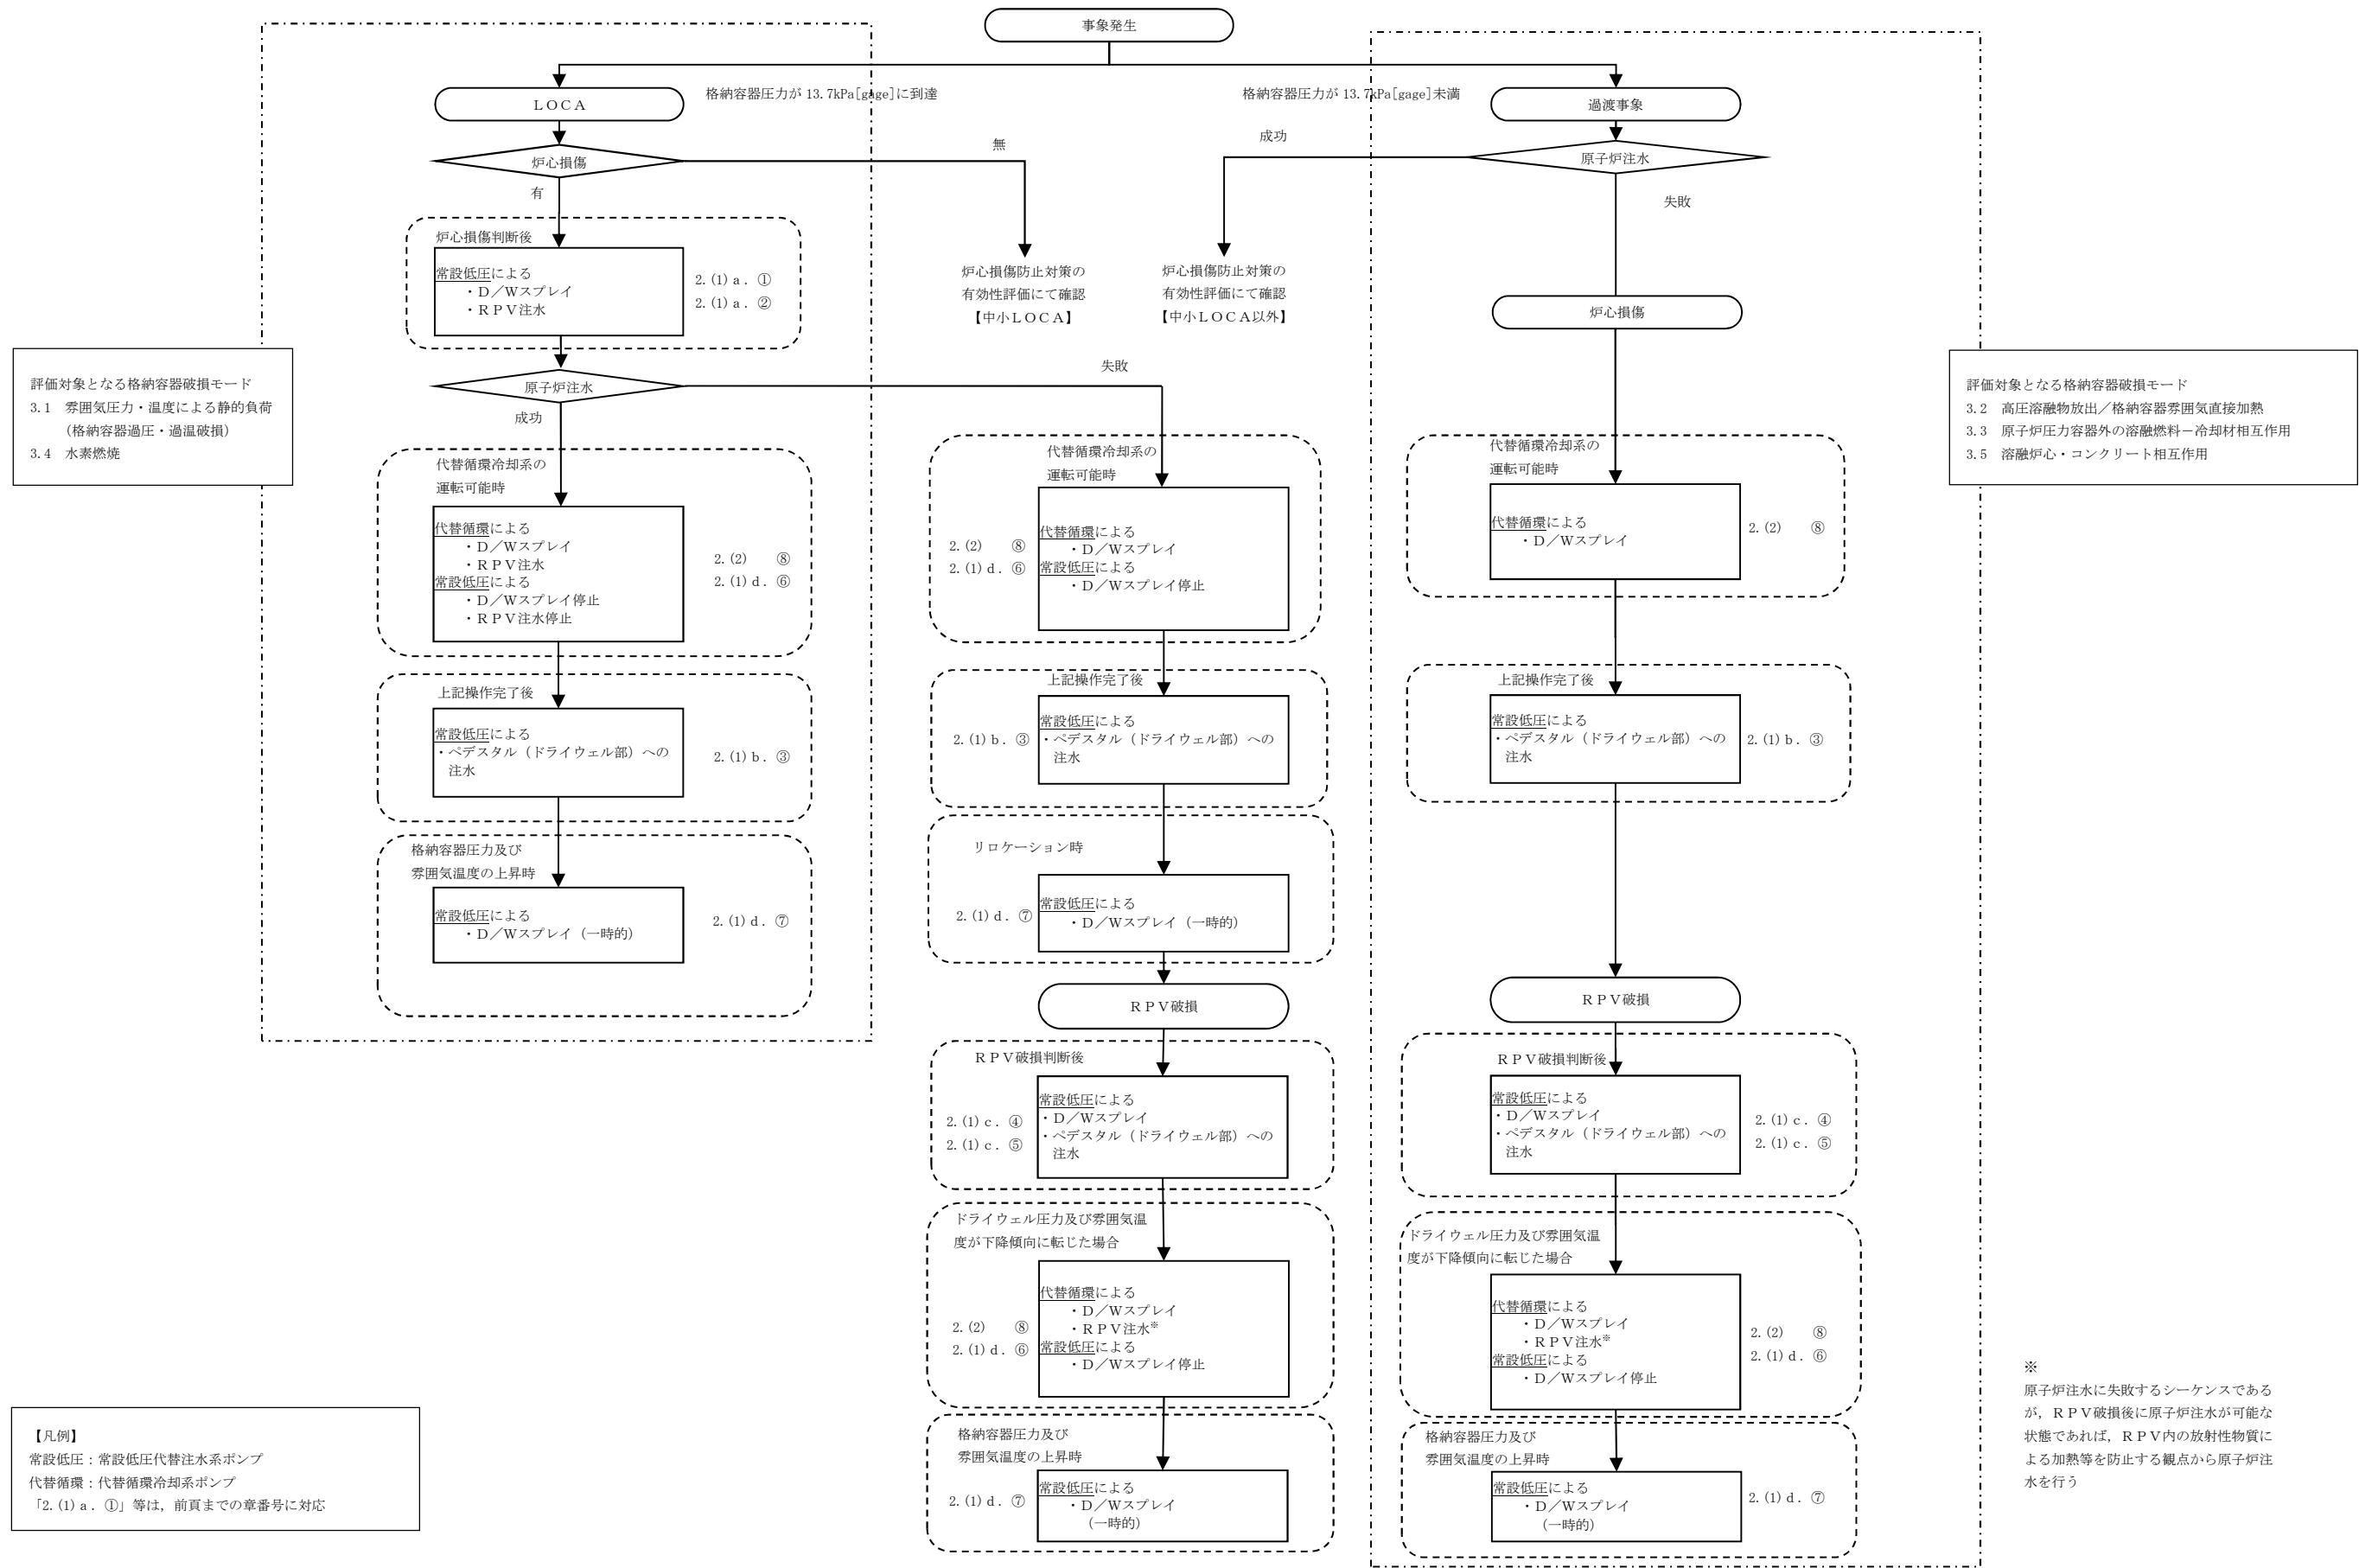 事象発生
格納容器圧力が 13.7kPa[gage]に到達
格納容器圧力が 13.7kPa[gage]未満
ＬＯＣＡ
炉心損傷
無
有
炉心損傷防止対策の
有効性評価にて確認
【中小ＬＯＣＡ】
炉心損傷判断後
常設低圧による
・Ｄ／Ｗスプレイ
・ＲＰＶ注水
2.(1)ａ．①
2.(1)ａ．②
原子炉注水
失敗
成功
評価対象となる格納容器破損モード
3.1　雰囲気圧力・温度による静的負荷
（格納容器過圧・過温破損）
3.4　水素燃焼
代替循環冷却系の
運転可能時
代替循環による
・Ｄ／Ｗスプレイ
・ＲＰＶ注水
常設低圧による
・Ｄ／Ｗスプレイ停止
・ＲＰＶ注水停止
2.(2)　　⑧
2.(1)ｄ．⑥
上記操作完了後
常設低圧による
・ペデスタル（ドライウェル部）への
注水
2.(1)ｂ．③
格納容器圧力及び
雰囲気温度の上昇時
常設低圧による
・Ｄ／Ｗスプレイ（一時的）
2.(1)ｄ．⑦
代替循環冷却系の
運転可能時
代替循環による
・Ｄ／Ｗスプレイ
常設低圧による
・Ｄ／Ｗスプレイ停止
2.(2)　　⑧
2.(1)ｄ．⑥
上記操作完了後
常設低圧による
・ペデスタル（ドライウェル部）への
注水
2.(1)ｂ．③
リロケーション時
常設低圧による
・Ｄ／Ｗスプレイ（一時的）
2.(1)ｄ．⑦
ＲＰＶ破損
ＲＰＶ破損判断後
常設低圧による
・Ｄ／Ｗスプレイ
・ペデスタル（ドライウェル部）への
注水
2.(1)ｃ．④
2.(1)ｃ．⑤
ドライウェル圧力及び雰囲気温
度が下降傾向に転じた場合
代替循環による
・Ｄ／Ｗスプレイ
・ＲＰＶ注水※
常設低圧による
・Ｄ／Ｗスプレイ停止
2.(2)　　⑧
2.(1)ｄ．⑥
格納容器圧力及び
雰囲気温度の上昇時
常設低圧による
・Ｄ／Ｗスプレイ
（一時的）
2.(1)ｄ．⑦
過渡事象
原子炉注水
成功
失敗
炉心損傷防止対策の
有効性評価にて確認
【中小ＬＯＣＡ以外】
炉心損傷
評価対象となる格納容器破損モード
3.2　高圧溶融物放出／格納容器雰囲気直接加熱
3.3　原子炉圧力容器外の溶融燃料－冷却材相互作用
3.5　溶融炉心・コンクリート相互作用
代替循環冷却系の
運転可能時
代替循環による
・Ｄ／Ｗスプレイ
2.(2)　　⑧
上記操作完了後
常設低圧による
・ペデスタル（ドライウェル部）への
注水
2.(1)ｂ．③
ＲＰＶ破損
ＲＰＶ破損判断後
常設低圧による
・Ｄ／Ｗスプレイ
・ペデスタル（ドライウェル部）への
注水
2.(1)ｃ．④
2.(1)ｃ．⑤
ドライウェル圧力及び雰囲気温
度が下降傾向に転じた場合
代替循環による
・Ｄ／Ｗスプレイ
・ＲＰＶ注水※
常設低圧による
・Ｄ／Ｗスプレイ停止
2.(2)　　⑧
2.(1)ｄ．⑥
格納容器圧力及び
雰囲気温度の上昇時
常設低圧による
・Ｄ／Ｗスプレイ
（一時的）
2.(1)ｄ．⑦
※
原子炉注水に失敗するシーケンスである
が，ＲＰＶ破損後に原子炉注水が可能な
状態であれば，ＲＰＶ内の放射性物質に
よる加熱等を防止する観点から原子炉注
水を行う
【凡例】
常設低圧：常設低圧代替注水系ポンプ
代替循環：代替循環冷却系ポンプ
「2.(1)ａ．①」等は，前頁までの章番号に対応